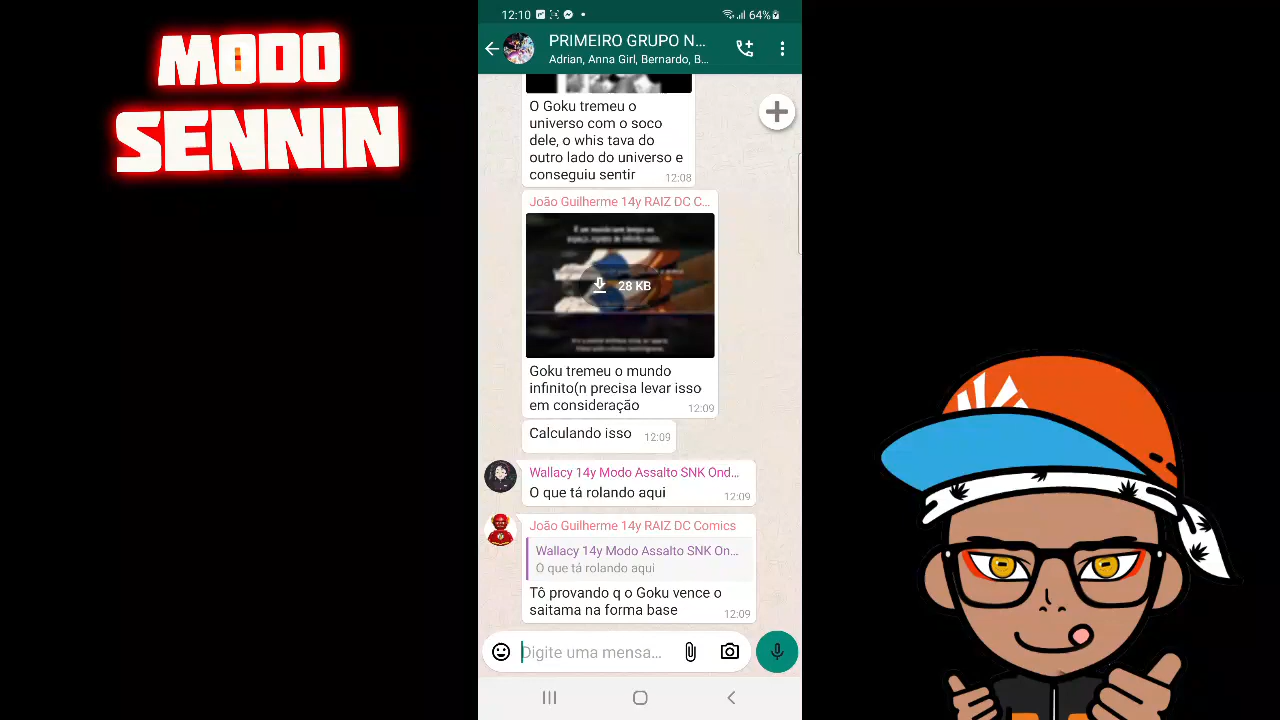 MODO
SENNIN
12:10
64%
PRIMEIRO GRUPO N...
Adrian, Anna Girl, Bernardo, B...
O Goku tremeu o
universo com o soco
dele, o whis tava do
outro lado do universo e
conseguiu sentir
12:08
João Guilherme 14y RAIZ DC C...
28 KB
Goku tremeu o mundo
infinito(n precisa levar isso
em consideração
12:09
Calculando isso
12:09
Wallacy 14y Modo Assalto SNK Ond...
O que tá rolando aqui
12:09
João Guilherme 14y RAIZ DC Comics
Wallacy 14y Modo Assalto SNK On...
O que tá rolando aqui
Tô provando q o Goku vence o
saitama na forma base
12:09
Digite uma mensa...